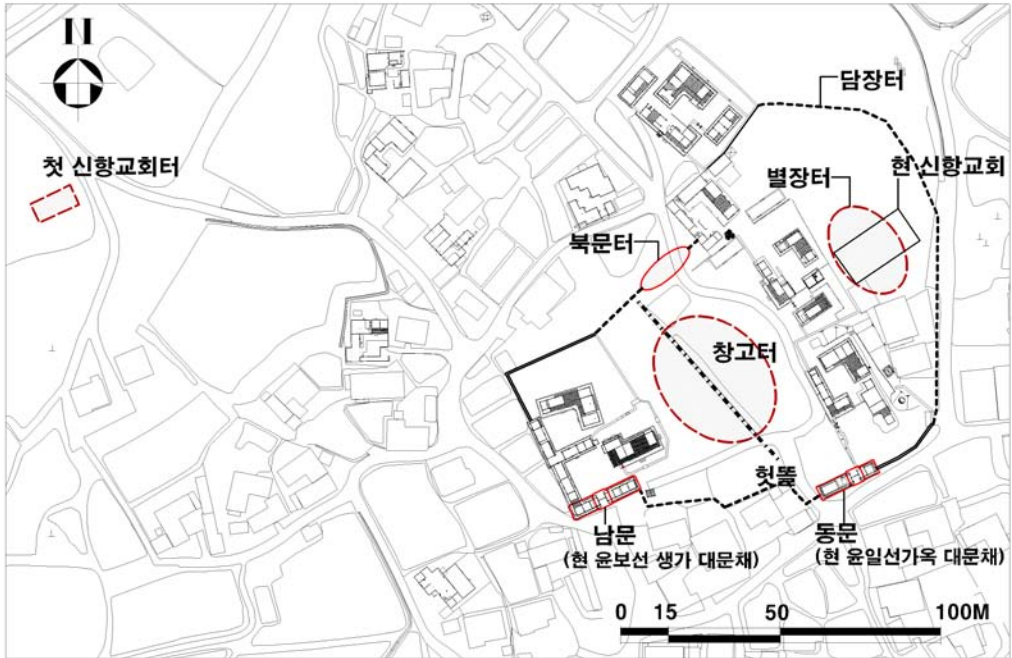 N
담장터
첫 신항교회터
별장터
현 신항교회
북문터
창고터
헛똘
남문
(현 윤보선 생가 대문채)
동문
(현 윤일선가옥 대문채)
0 15 50 100M